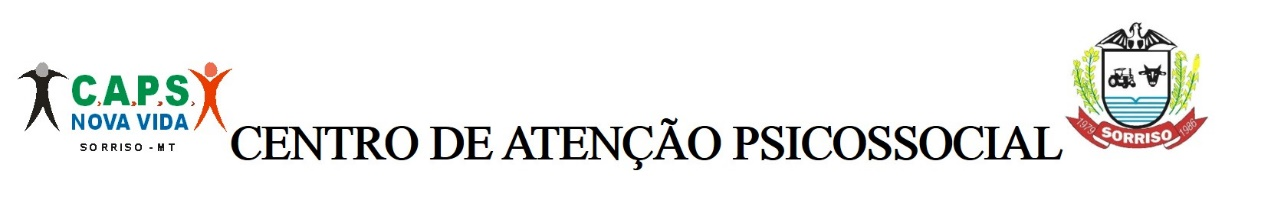 C.A.P.S.
NOVA VIDA
SORRISO - MT
CENTRO DE ATENÇÃO PSICOSSOCIAL
1979 SORRISO 1986